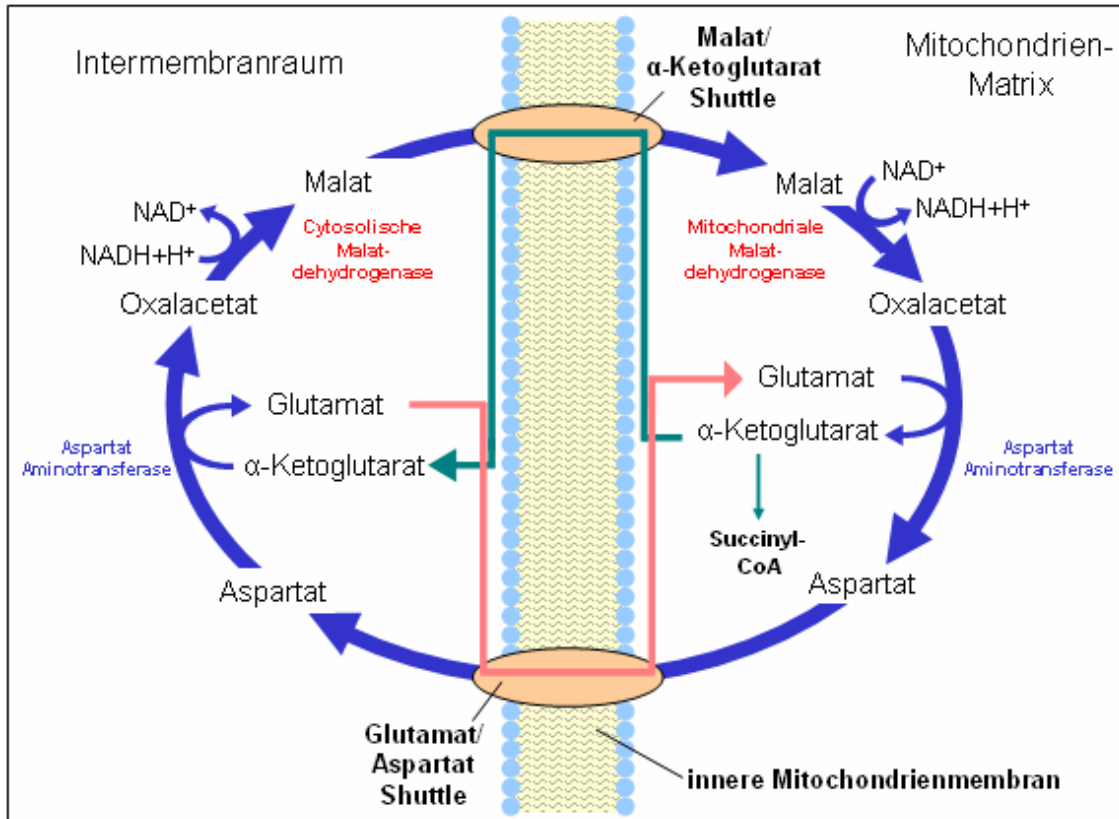 Intermembranraum
Malat/
α-Ketoglutarat
Shuttle
Mitochondrien-
Matrix
Malat
NAD⁺
NADH+H⁺
Cytosolische
Malat-
dehydrogenase
Oxalacetat
Mitochondriale
Malat-
dehydrogenase
Malat
NAD⁺
NADH+H⁺
Oxalacetat
Glutamat
α-Ketoglutarat
Aspartat
Aminotransferase
Glutamat
α-Ketoglutarat
Aspartat
Aminotransferase
Succinyl-
CoA
Aspartat
Aspartat
Glutamat/
Aspartat
Shuttle
innere Mitochondrienmembran